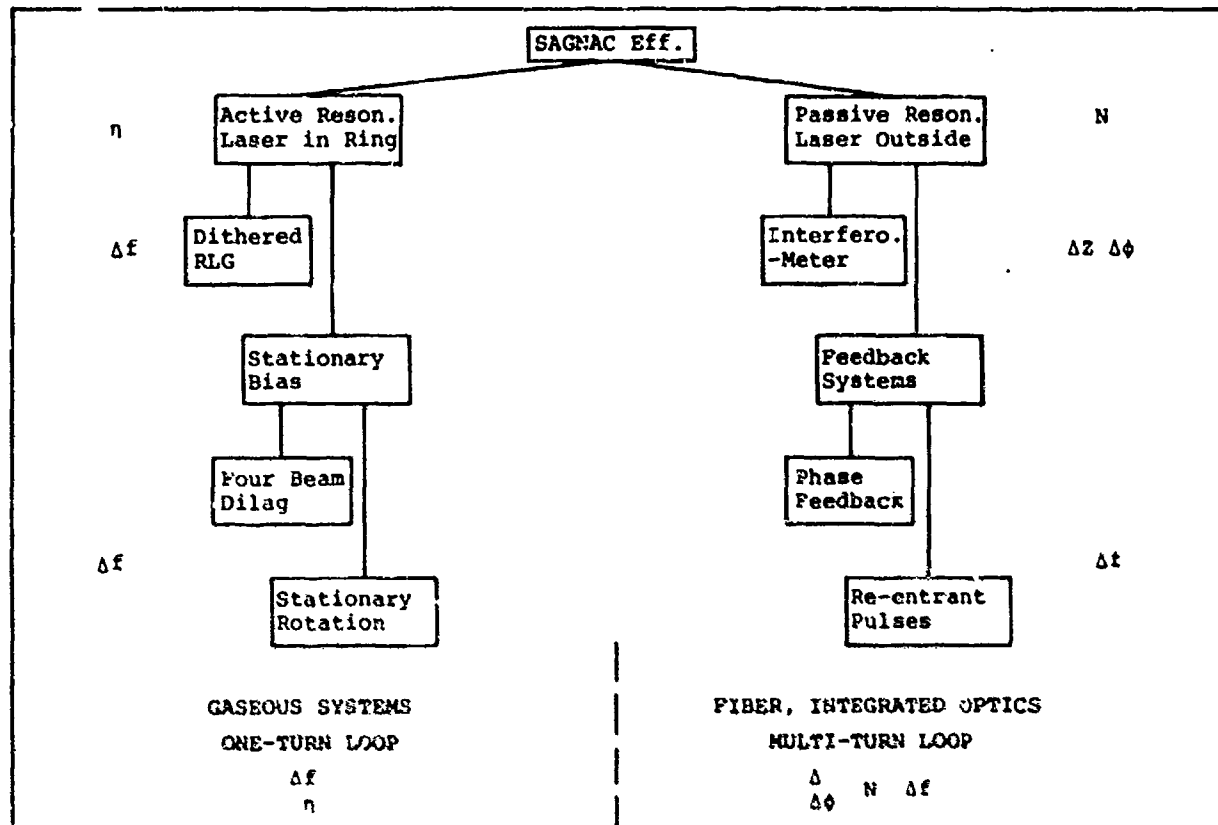 SAGNAC Eff.
η
Active Reson.
Laser in Ring
Passive Reson.
Laser Outside
N
Δf
Dithered
RLG
Interfero.
-Meter
ΔZ Δϕ
Stationary
Bias
Feedback
Systems
Four Beam
Dilag
Phase
Feedback
Δf
Δt
Stationary
Rotation
Re-entrant
Pulses
GASEOUS SYSTEMS
ONE-TURN LOOP
Δf
η
FIBER, INTEGRATED OPTICS
MULTI-TURN LOOP
Δ
Δϕ N Δf